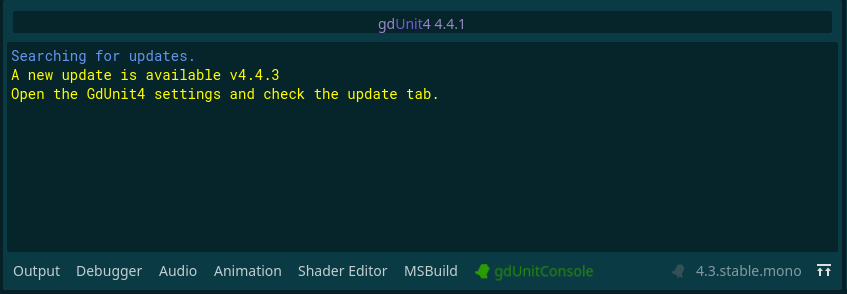 gdUnit4 4.4.1
Searching for updates.
A new update is available v4.4.3
Open the GdUnit4 settings and check the update tab.
Output Debugger Audio Animation Shader Editor MSBuild gdUnitConsole 4.3.stable.mono